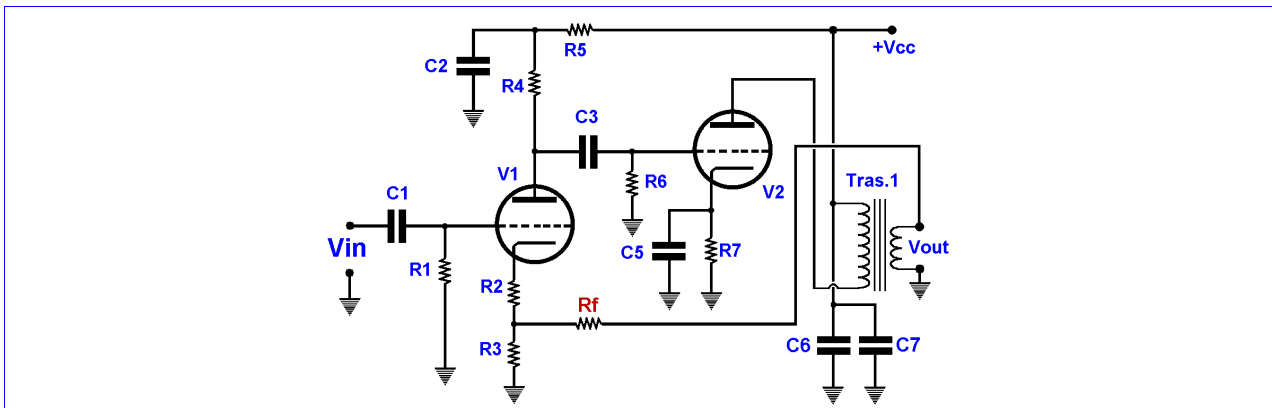 R5
+Vcc
C2
R4
C3
V1
R6
V2
Tras.1
C1
Vin
R1
C5
R7
Vout
R2
Rf
R3
C6
C7